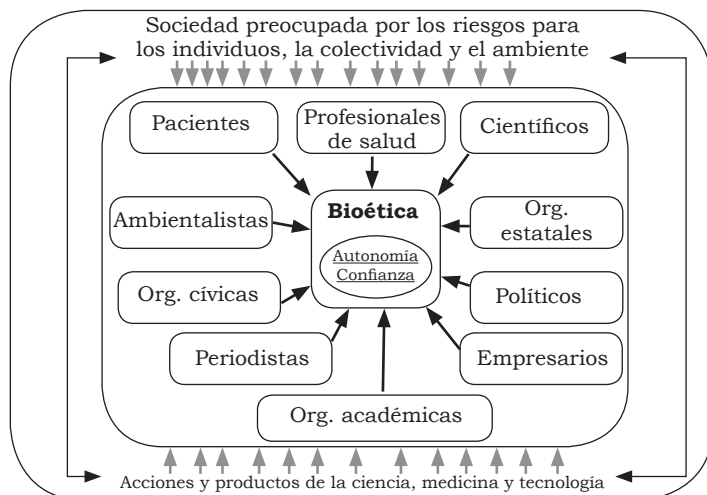 Sociedad preocupada por los riesgos para
los individuos, la colectividad y el ambiente
Pacientes
Profesionales
de salud
Científicos
Ambientalistas
Bioética
Autonomía
Confianza
Org.
estatales
Org. cívicas
Políticos
Periodistas
Empresarios
Org. académicas
Acciones y productos de la ciencia, medicina y tecnología